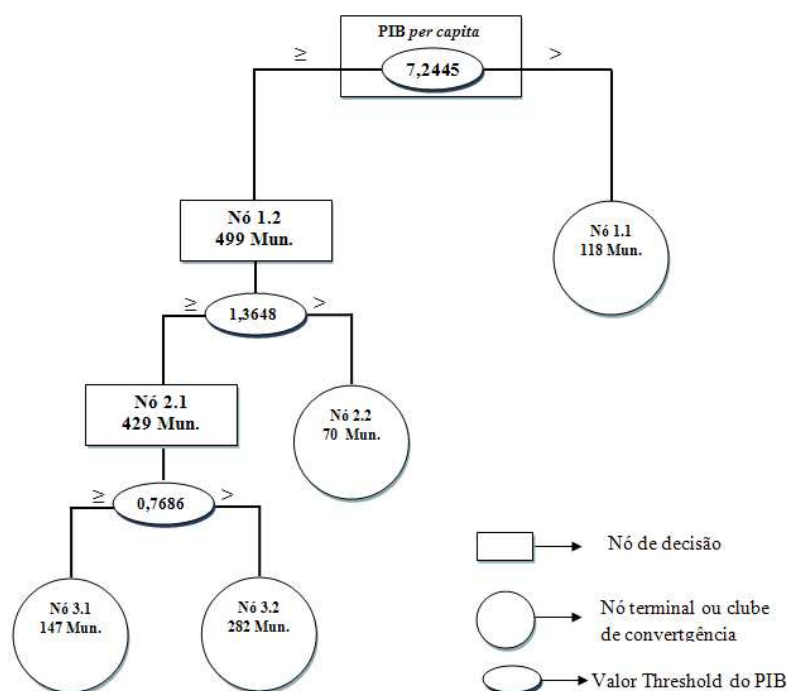 PIB per capita
≥
7,2445
>
Nó 1.2
499 Mun.
Nó 1.1
118 Mun.
≥
1,3648
>
Nó 2.1
429 Mun.
Nó 2.2
70 Mun.
≥
0,7686
>
Nó 3.1
147 Mun.
Nó 3.2
282 Mun.
Nó de decisão
Nó terminal ou clube
de convertgência
Valor Threshold do PIB